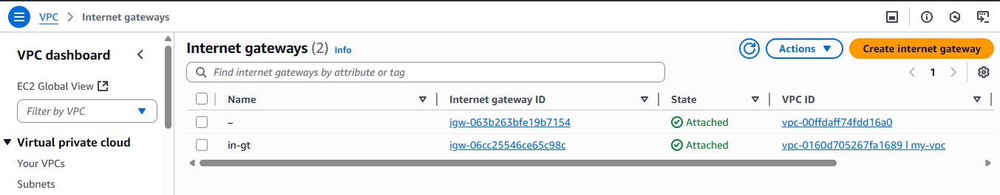 VPC > Internet gateways
VPC dashboard
EC2 Global View
Filter by VPC
Virtual private cloud
Your VPCs
Subnets
Internet gateways (2) Info
Actions
Create internet gateway
Find internet gateways by attribute or tag
1
Name Internet gateway ID State VPC ID
– igw-063b263bfe19b7154 Attached vpc-00ffdaff74fdd16a0
in-gt igw-06cc25546ce65c98c Attached vpc-0160d705267fa1689 | my-vpc